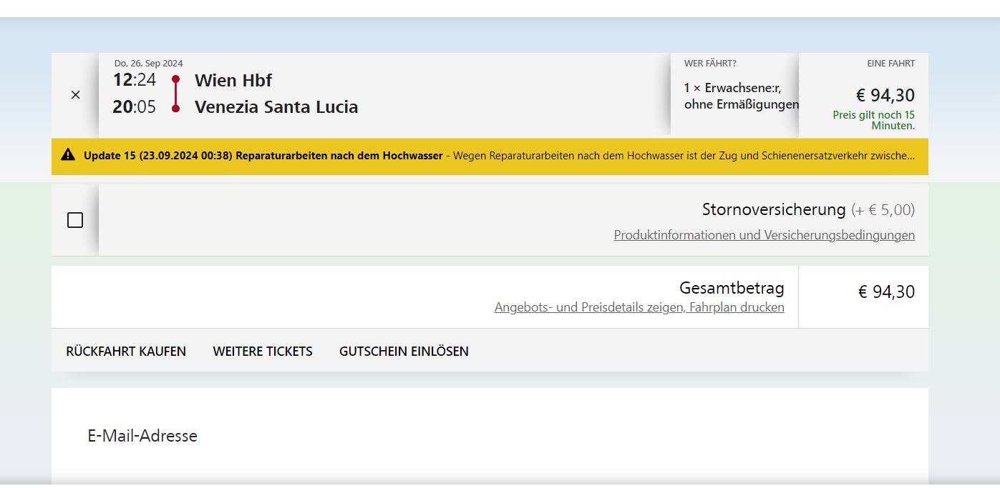 Do, 26. Sep 2024
12:24 Wien Hbf
20:05 Venezia Santa Lucia
WER FÄHRT?
1 × Erwachsene:r,
ohne Ermäßigungen
EINE FAHRT
€ 94,30
Preis gilt noch 15
Minuten.
Update 15 (23.09.2024 00:38) Reparaturarbeiten nach dem Hochwasser - Wegen Reparaturarbeiten nach dem Hochwasser ist der Zug und Schienenersatzverkehr zwische...
Stornoversicherung (+ € 5,00)
Produktinformationen und Versicherungsbedingungen
Gesamtbetrag
€ 94,30
Angebots- und Preisdetails zeigen, Fahrplan drucken
RÜCKFAHRT KAUFEN WEITERE TICKETS GUTSCHEIN EINLÖSEN
E-Mail-Adresse